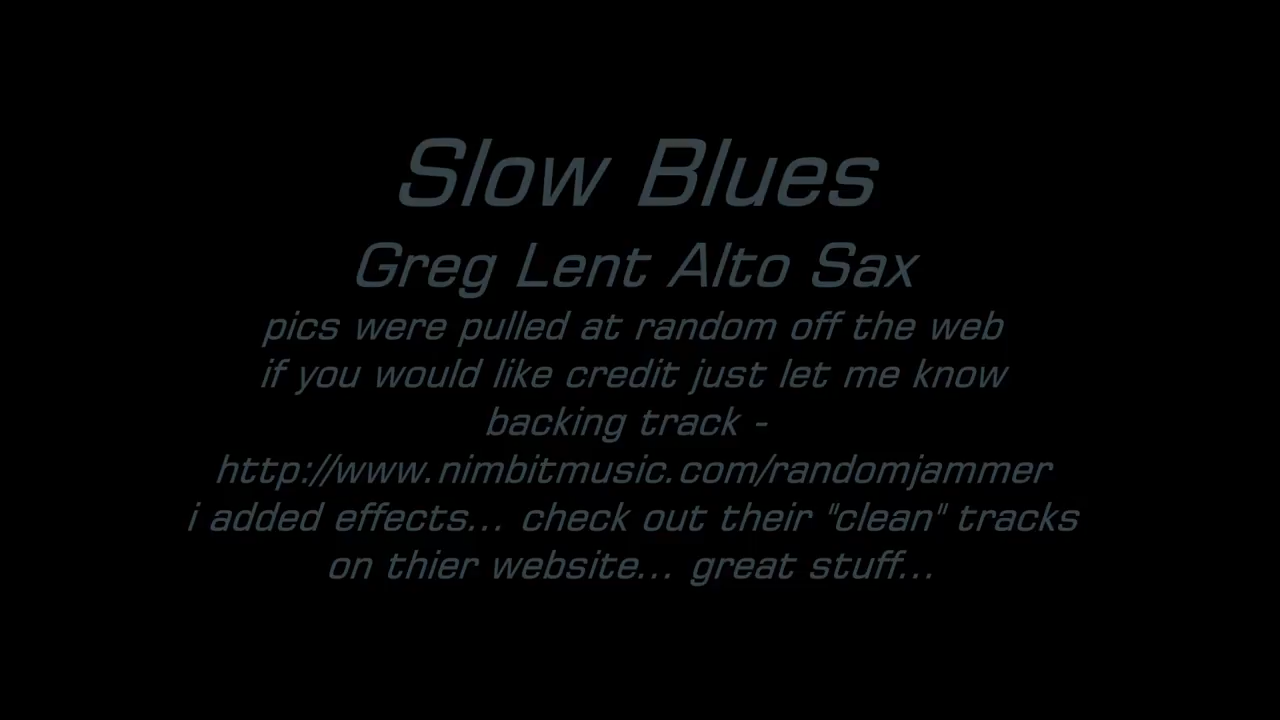 Slow Blues
Greg Lent Alto Sax
pics were pulled at random off the web
if you would like credit just let me know
backing track -
http://www.nimbitmusic.com/randomjammer
i added effects... check out their "clean" tracks
on thier website... great stuff...